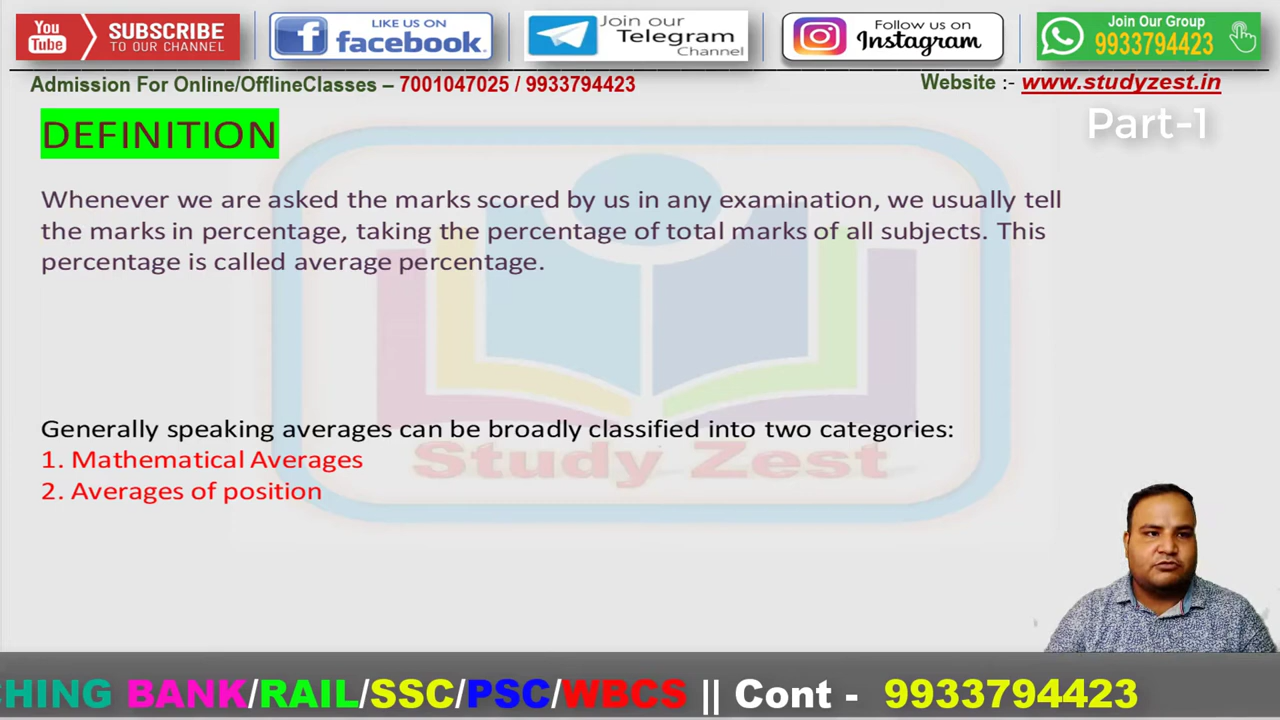 You Tube SUBSCRIBE TO OUR CHANNEL
LIKE US ON facebook.
Join our Telegram Channel
Follow us on Instagram
Join Our Group 9933794423
Admission For Online/OfflineClasses – 7001047025 / 9933794423
Website :- www.studyzest.in
DEFINITION
Part-1
Whenever we are asked the marks scored by us in any examination, we usually tell
the marks in percentage, taking the percentage of total marks of all subjects. This
percentage is called average percentage.
Generally speaking averages can be broadly classified into two categories:
1. Mathematical Averages
Study Zest
2. Averages of position
CHING BANK/RAIL/SSC/PSC/WBCS || Cont - 9933794423